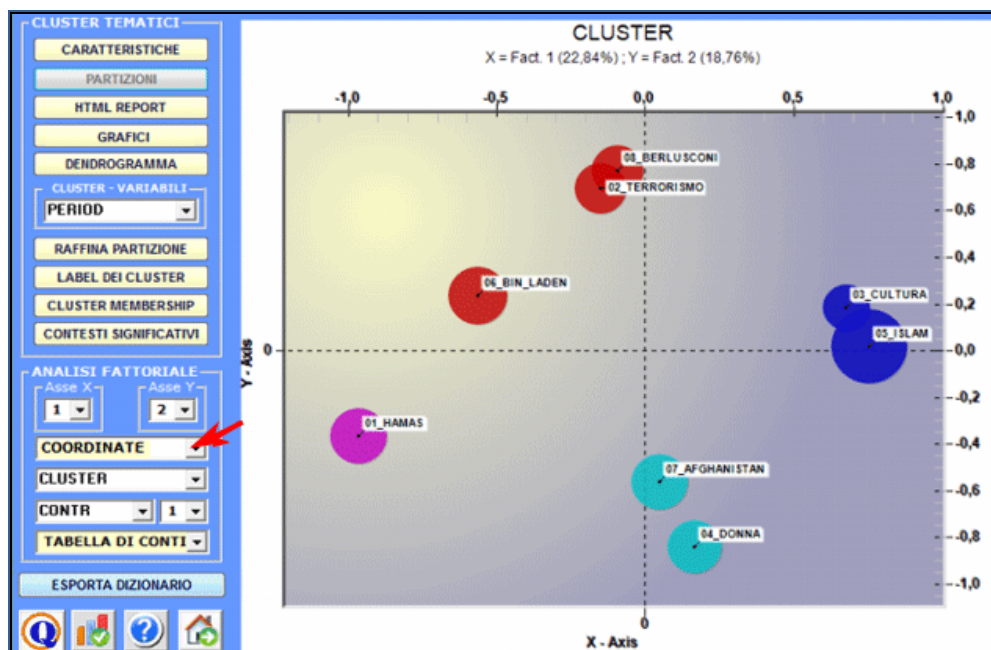 CLUSTER TEMATICI
CARATTERISTICHE
PARTIZIONI
HTML REPORT
GRAFICI
DENDROGRAMMA
CLUSTER - VARIABILI
PERIOD
RAFFINA PARTIZIONE
LABEL DEI CLUSTER
CLUSTER MEMBERSHIP
CONTESTI SIGNIFICATIVI
ANALISI FATTORIALE
Asse X Asse Y
1 2
COORDINATE
CLUSTER
CONTR 1
TABELLA DI CONTI
ESPORTA DIZIONARIO
Q ?
CLUSTER
X = Fact. 1 (22,84%) ; Y = Fact. 2 (18,76%)
-1,0 -0,5 0,0 0,5 1,0
1,0
08_BERLUSCONI
0,8
02_TERRORISMO
0,6
0,4
06_BIN_LADEN
03_CULTURA
0,2
05_ISLAM
0 0,0
Y - Axis
-0,2
01_HAMAS
-0,4
07_AFGHANISTAN
-0,6
04_DONNA
-0,8
-1,0
0
X - Axis